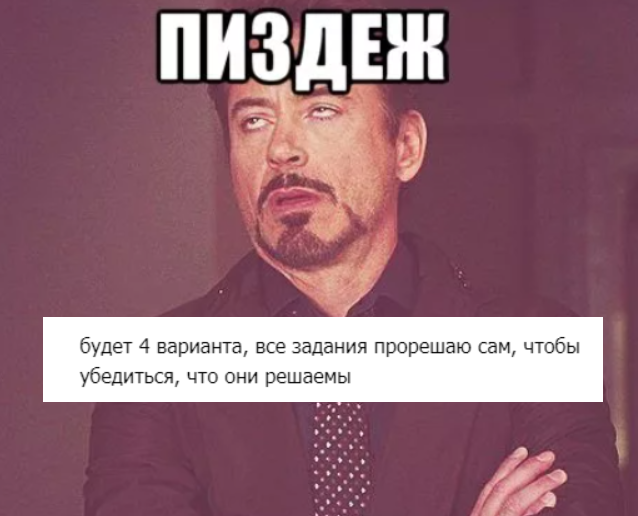 ПИЗДЕЖ
будет 4 варианта, все задания прорешаю сам, чтобы
убедиться, что они решаемы